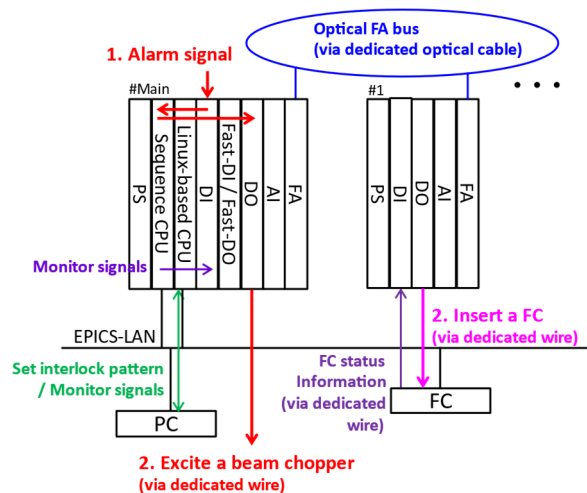 Optical FA bus
(via dedicated optical cable)
1. Alarm signal
. . .
#Main
#1
PS
Sequence CPU
Linux-based CPU
DI
Fast-DI / Fast-DO
DO
AI
FA
PS
DI
DO
AI
FA
Monitor signals
EPICS-LAN
2. Insert a FC
(via dedicated wire)
Set interlock pattern
/ Monitor signals
FC status
Information
(via dedicated
wire)
FC
PC
2. Excite a beam chopper
(via dedicated wire)